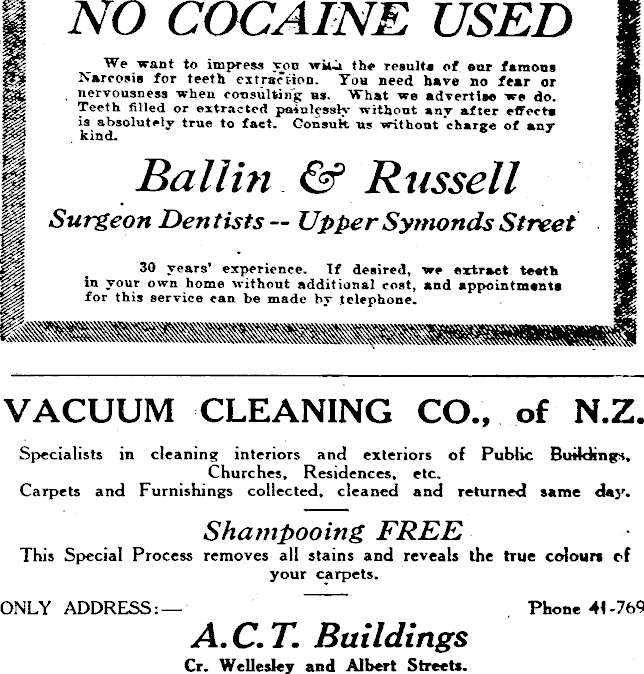 NO COCAINE USED
We want to impress you with the results of our famous
Narcosis for teeth extraction. You need have no fear or
nervousness when consulting us. What we advertise we do.
Teeth filled or extracted painlessly without any after effects
is absolutely true to fact. Consult us without charge of any
kind.
Ballin & Russell
Surgeon Dentists -- Upper Symonds Street
30 years' experience. If desired, we extract teeth
in your own home without additional cost, and appointments
for this service can be made by telephone.
VACUUM CLEANING CO., of N.Z.
Specialists in cleaning interiors and exteriors of Public Buildings,
Churches, Residences, etc.
Carpets and Furnishings collected, cleaned and returned same day.
Shampooing FREE
This Special Process removes all stains and reveals the true colours of
your carpets.
ONLY ADDRESS:— Phone 41-769
A.C.T. Buildings
Cr. Wellesley and Albert Streets.